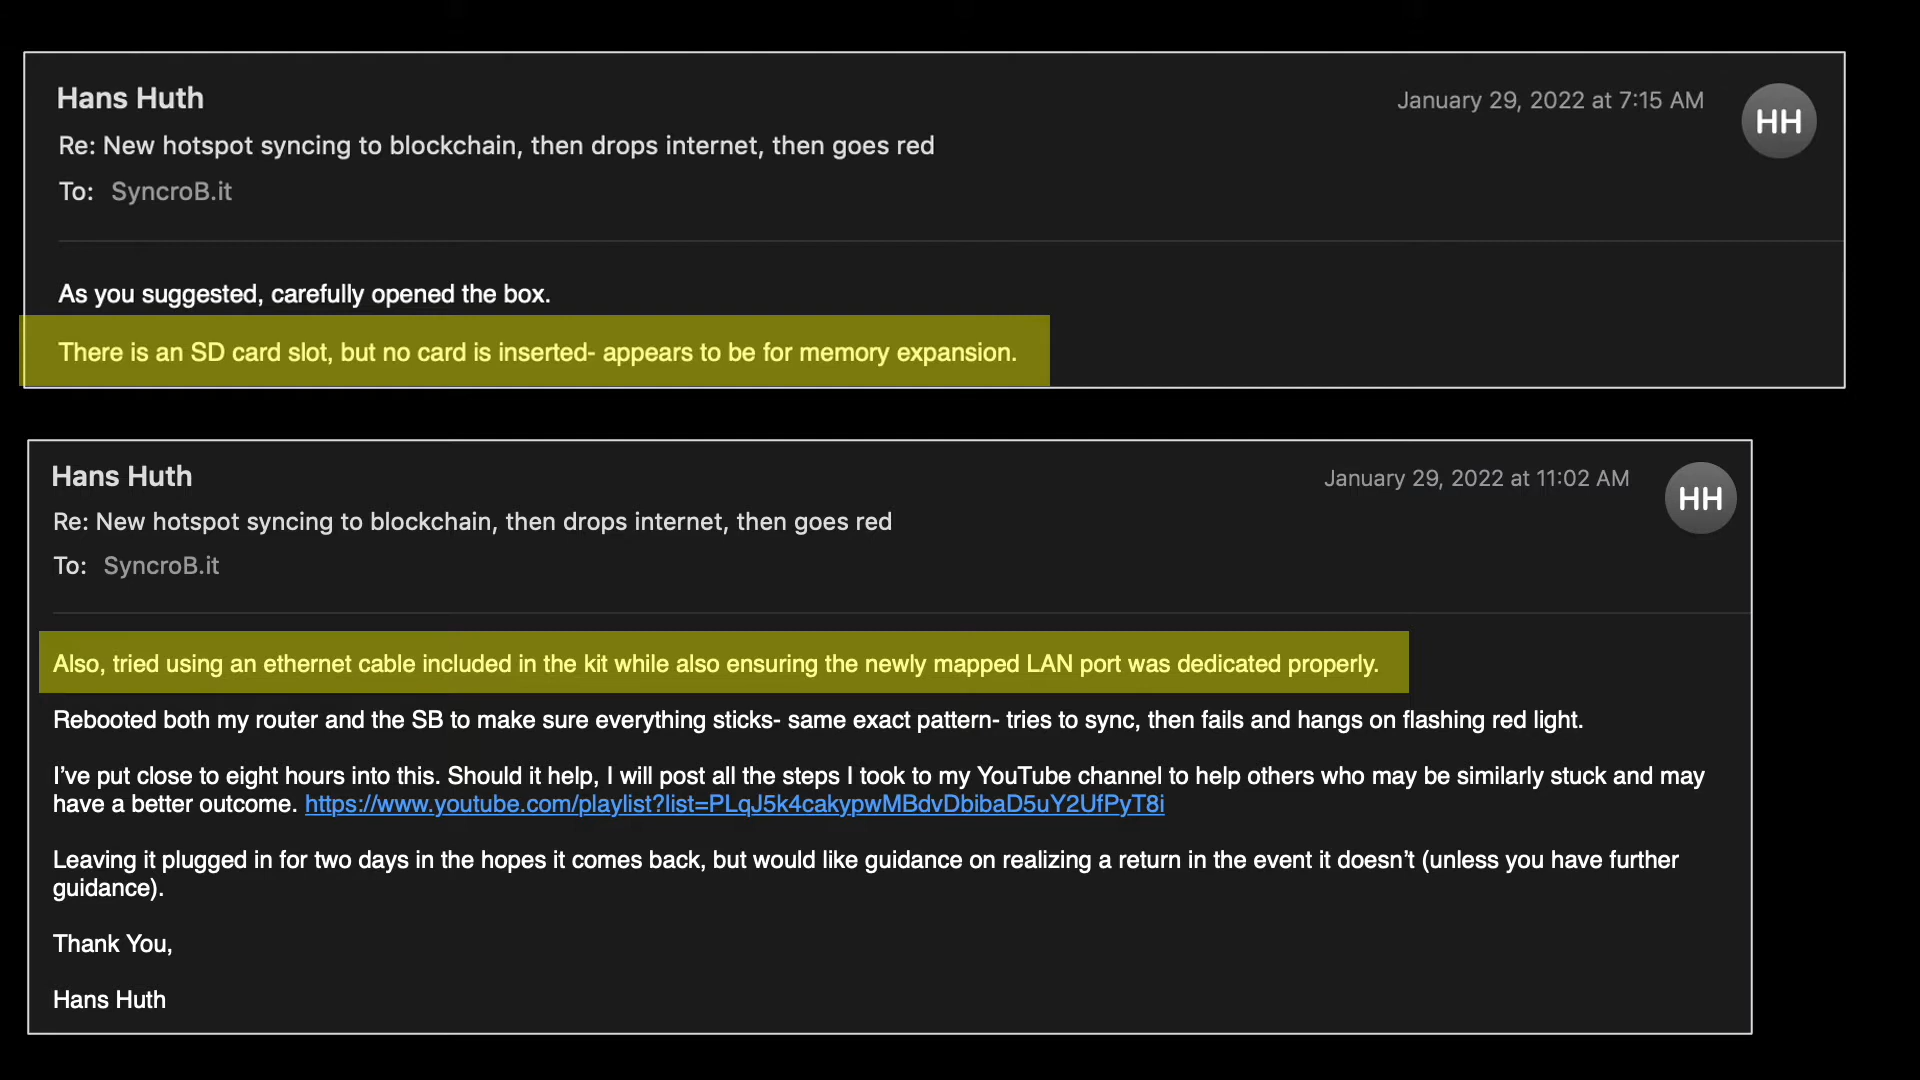 Hans Huth
January 29, 2022 at 7:15 AM
HH
Re: New hotspot syncing to blockchain, then drops internet, then goes red
To: SyncroB.it
As you suggested, carefully opened the box.
There is an SD card slot, but no card is inserted- appears to be for memory expansion.
Hans Huth
January 29, 2022 at 11:02 AM
HH
Re: New hotspot syncing to blockchain, then drops internet, then goes red
To: SyncroB.it
Also, tried using an ethernet cable included in the kit while also ensuring the newly mapped LAN port was dedicated properly.
Rebooted both my router and the SB to make sure everything sticks- same exact pattern- tries to sync, then fails and hangs on flashing red light.
I’ve put close to eight hours into this. Should it help, I will post all the steps I took to my YouTube channel to help others who may be similarly stuck and may
have a better outcome. https://www.youtube.com/playlist?list=PLqJ5k4cakypwMBdvDbibaD5uY2UfPyT8i
Leaving it plugged in for two days in the hopes it comes back, but would like guidance on realizing a return in the event it doesn’t (unless you have further
guidance).
Thank You,
Hans Huth